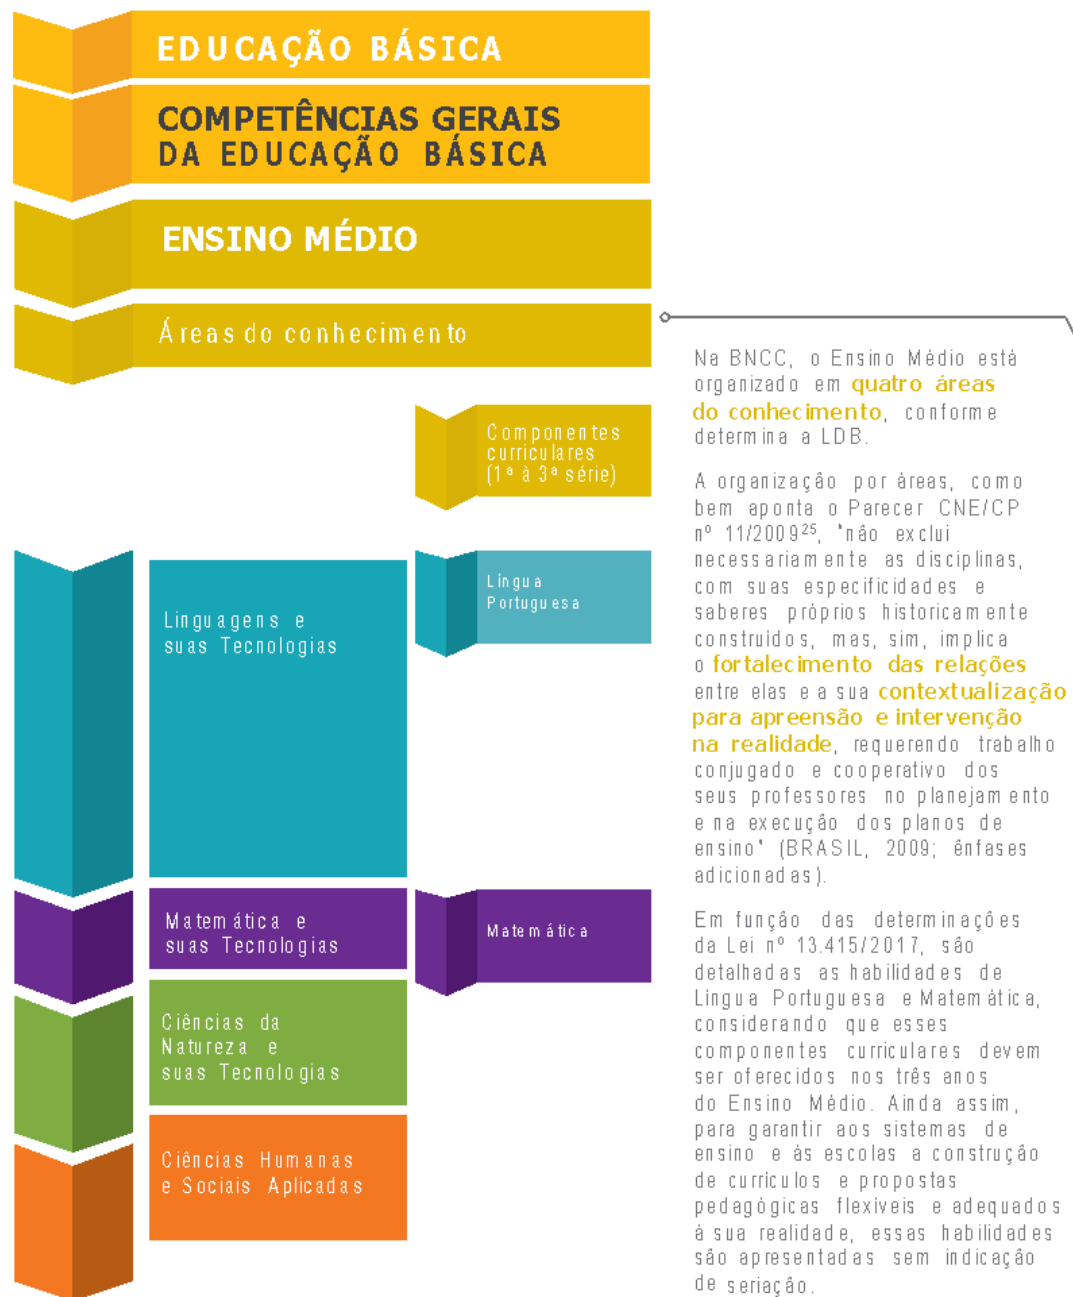 EDUCAÇÃO BÁSICA
COMPETÊNCIAS GERAIS
DA EDUCAÇÃO BÁSICA
ENSINO MÉDIO
Áreas do conhecimento
Componentes
curriculares
(1ª à 3ª série)
Linguagens e
suas Tecnologias
Língua
Portuguesa
Matemática e
suas Tecnologias
Matemática
Ciências da
Natureza e
suas Tecnologias
Ciências Humanas
e Sociais Aplicadas
Na BNCC, o Ensino Médio está
organizado em quatro áreas
do conhecimento, conforme
determina a LDB.
A organização por áreas, como
bem aponta o Parecer CNE/CP
nº 11/2009²⁵, "não exclui
necessariamente as disciplinas,
com suas especificidades e
saberes próprios historicamente
construídos, mas, sim, implica
o fortalecimento das relações
entre elas e a sua contextualização
para apreensão e intervenção
na realidade, requerendo trabalho
conjugado e cooperativo dos
seus professores no planejamento
e na execução dos planos de
ensino" (BRASIL, 2009; ênfases
adicionadas).
Em função das determinações
da Lei nº 13.415/2017, são
detalhadas as habilidades de
Língua Portuguesa e Matemática,
considerando que esses
componentes curriculares devem
ser oferecidos nos três anos
do Ensino Médio. Ainda assim,
para garantir aos sistemas de
ensino e às escolas a construção
de currículos e propostas
pedagógicas flexíveis e adequados
à sua realidade, essas habilidades
são apresentadas sem indicação
de seriação.